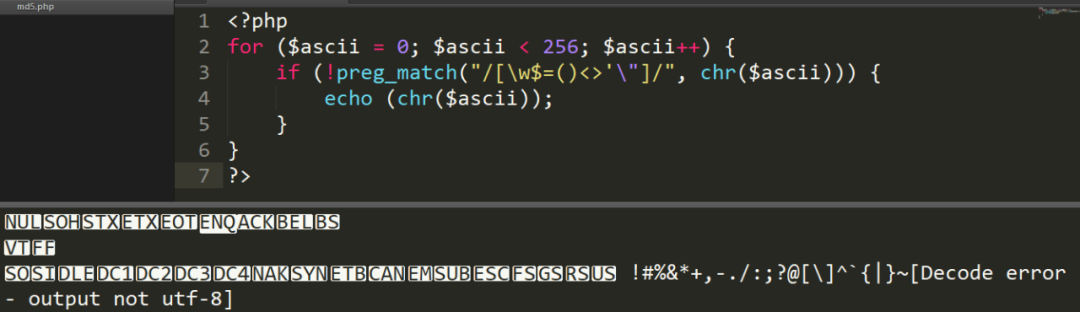 md5.php
1 <?php
2 for ($ascii = 0; $ascii < 256; $ascii++) {
3 if (!preg_match("/[\w$=()<>'\"]/", chr($ascii))) {
4 echo (chr($ascii));
5 }
6 }
7 ?>
NULSOHSTXETXEOTENQACKBELBS
VTFF
SOSIDLEDC1DC2DC3DC4NAKSYNETBCANEMSUBESCFSGSRSUS !#%&*+,-./:;?@[\]^`{|}~[Decode error
- output not utf-8]